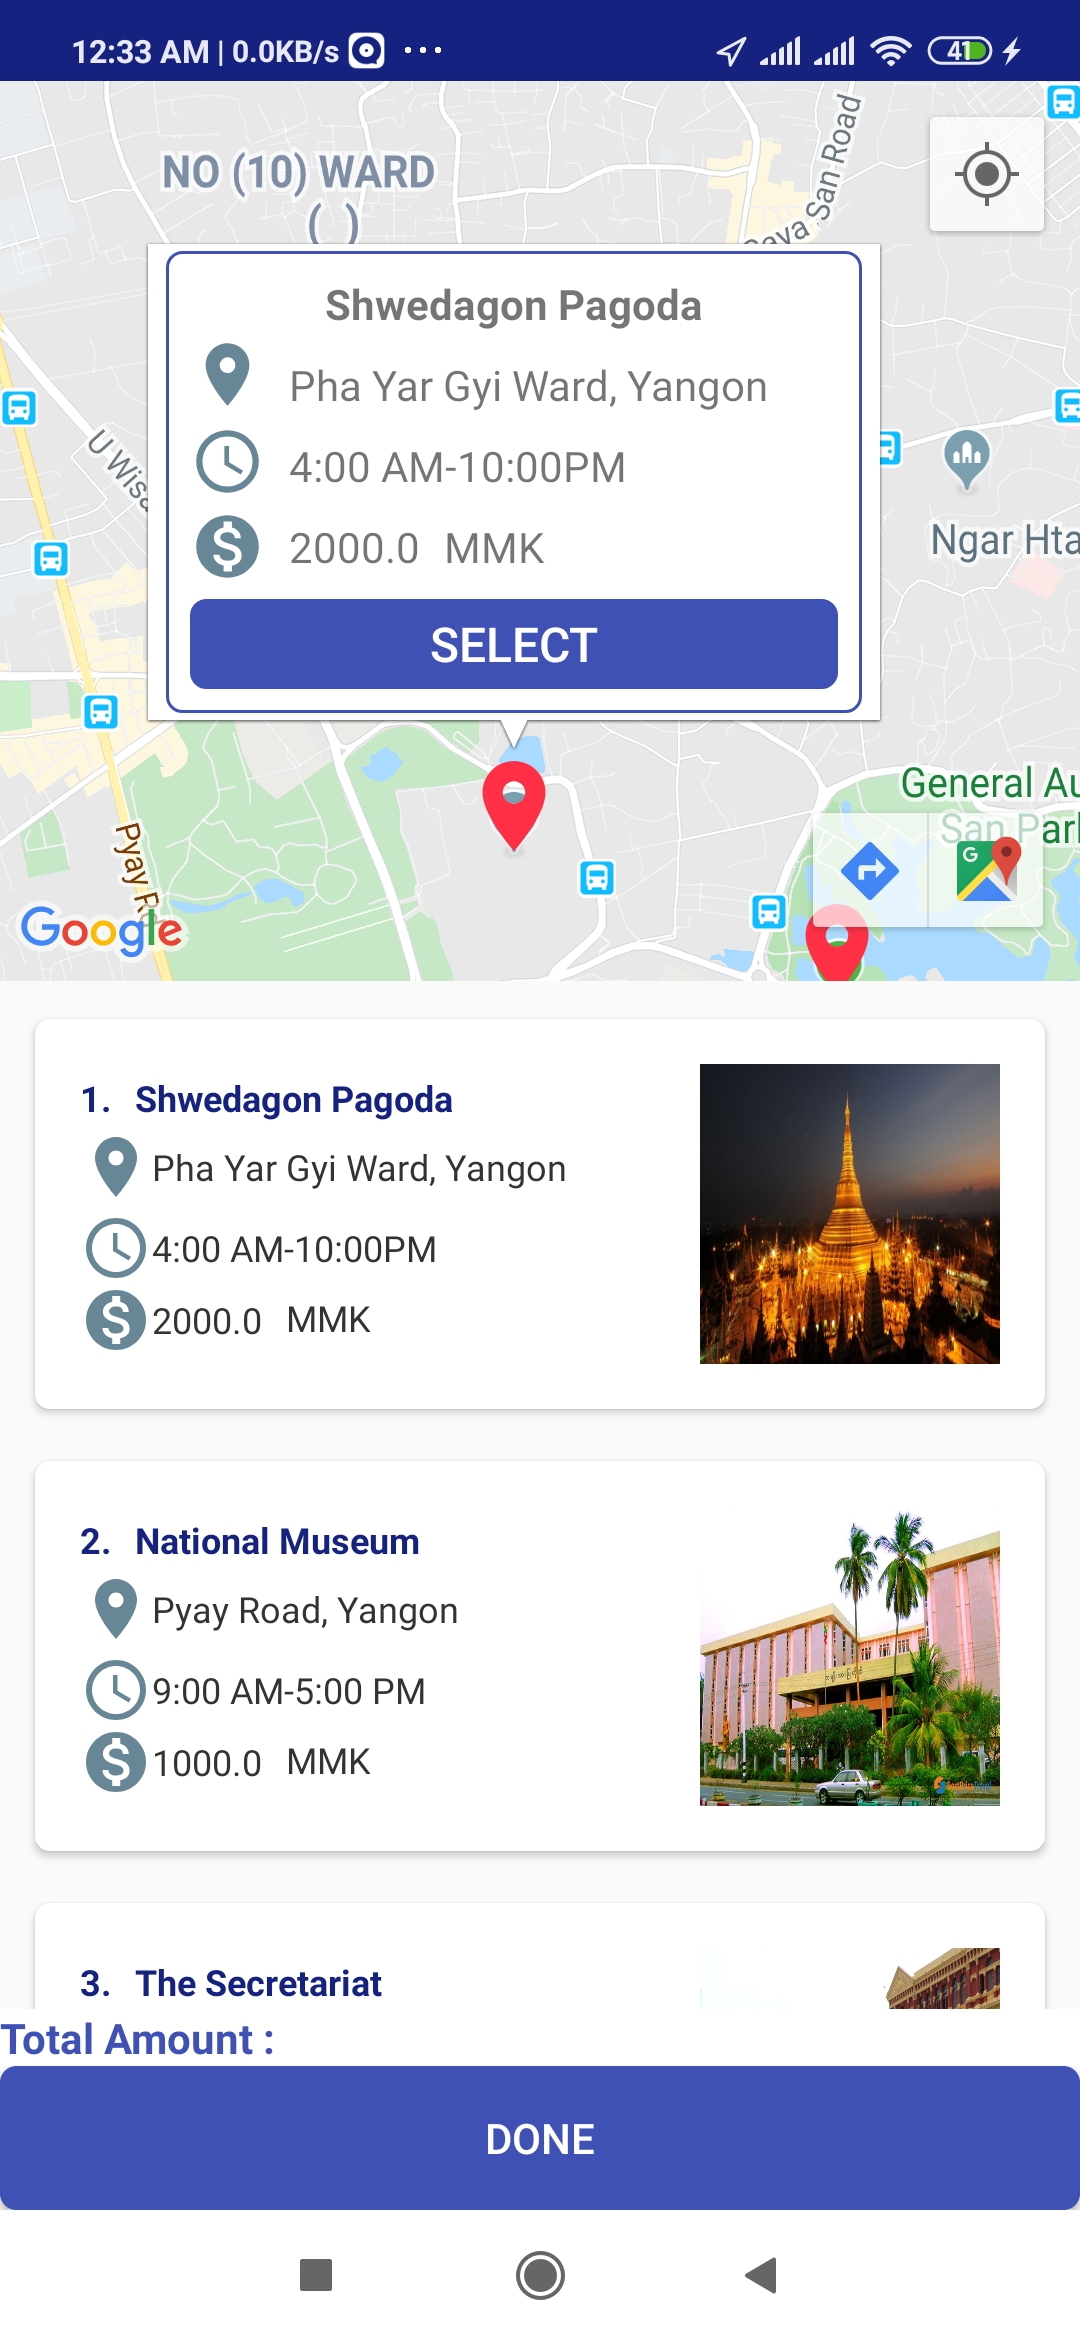 12:33 AM | 0.0KB/s ...
41
NO (10) WARD
( )
Saya San Road
Shwedagon Pagoda
Pha Yar Gyi Ward, Yangon
4:00 AM-10:00PM
2000.0 MMK
SELECT
U Wisa
Ngar Hta
General Au
San Park
Pyay R
Google
1. Shwedagon Pagoda
Pha Yar Gyi Ward, Yangon
4:00 AM-10:00PM
2000.0 MMK
2. National Museum
Pyay Road, Yangon
9:00 AM-5:00 PM
1000.0 MMK
3. The Secretariat
Total Amount :
DONE